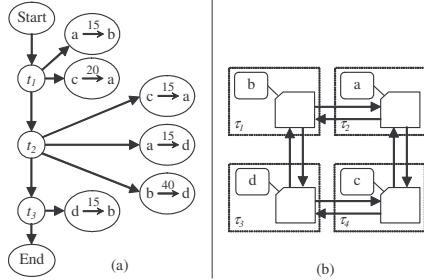 Start
a 15 b
t1
c 20 a
c 15 a
t2
a 15 d
b 40 d
t3
d 15 b
End
(a)
b
a
τ1
τ2
d
c
τ3
τ4
(b)